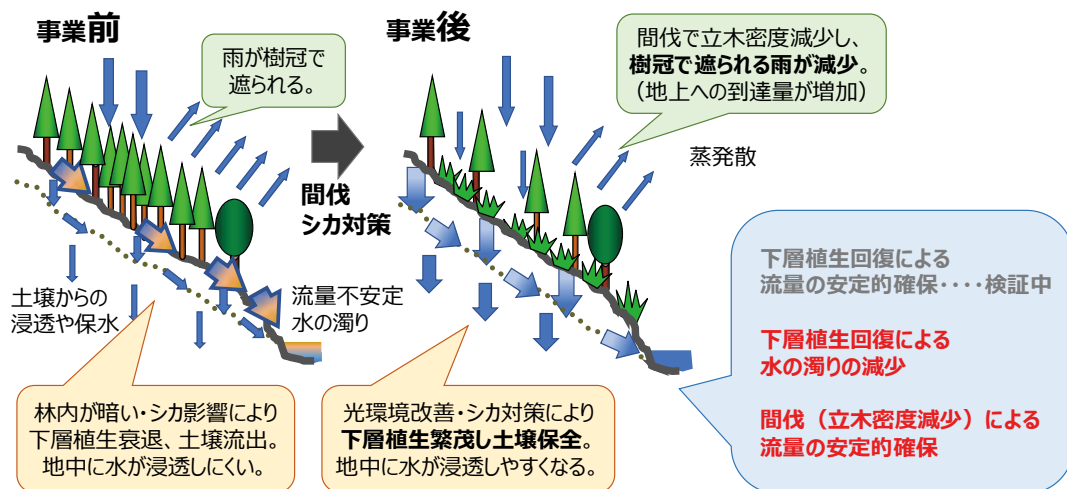 事業前
雨が樹冠で
遮られる。
間伐
シカ対策
土壌からの
浸透や保水
流量不安定
水の濁り
林内が暗い・シカ影響により
下層植生衰退、土壌流出。
地中に水が浸透しにくい。
事業後
間伐で立木密度減少し、
樹冠で遮られる雨が減少。
（地上への到達量が増加）
蒸発散
光環境改善・シカ対策により
下層植生繁茂し土壌保全。
地中に水が浸透しやすくなる。
下層植生回復による
流量の安定的確保‥‥検証中
下層植生回復による
水の濁りの減少
間伐（立木密度減少）による
流量の安定的確保